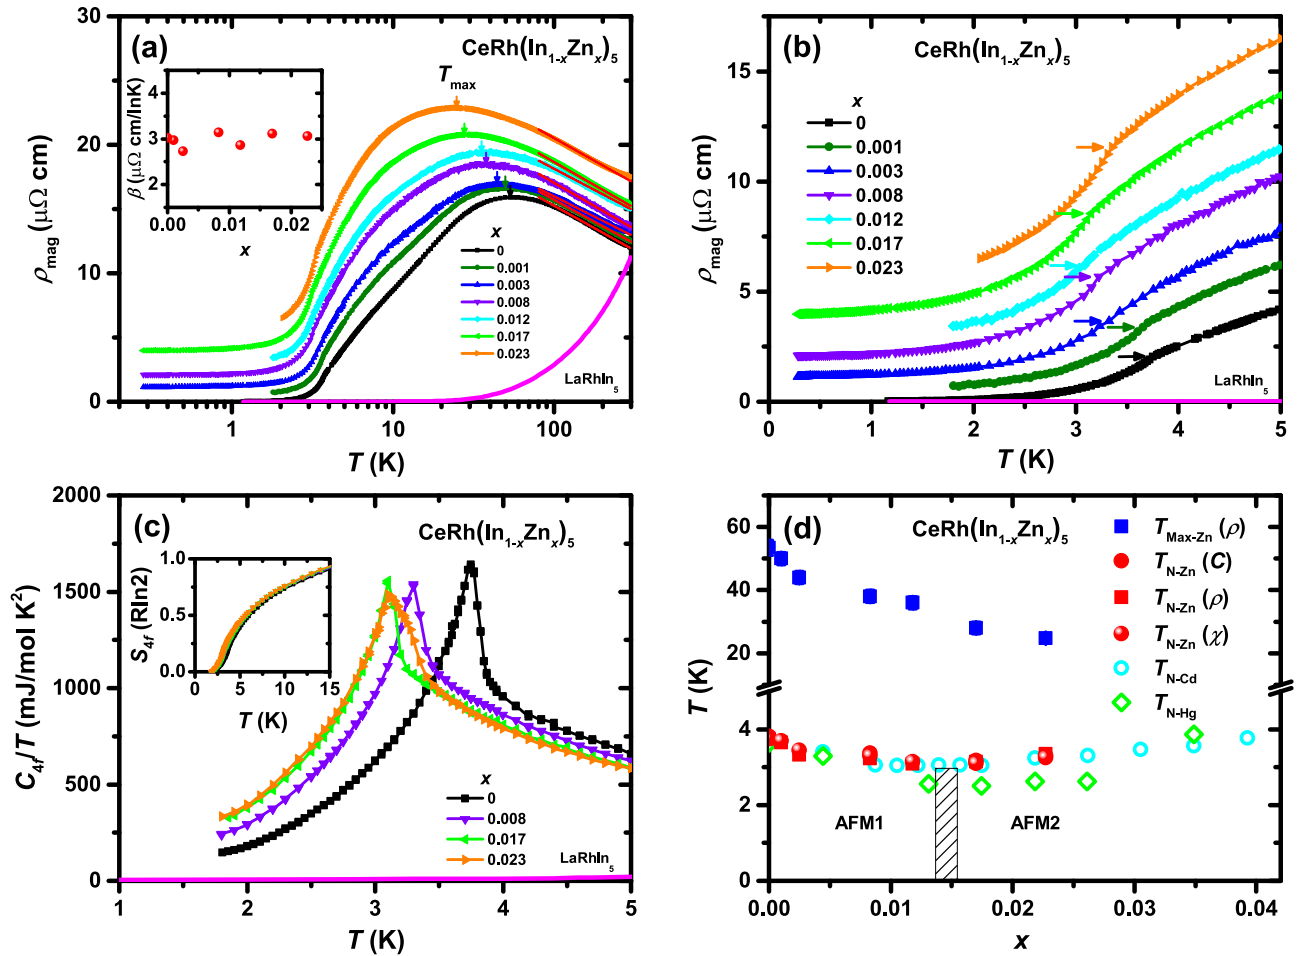 (a)
CeRh(In1-xZnx)5
Tmax
β (μΩ cm/lnK)
4
3
2
0.00 0.01 0.02
x
30
20
10
0
ρmag (μΩ cm)
x
0
0.001
0.003
0.008
0.012
0.017
0.023
LaRhIn5
1 10 100
T (K)
(b)
CeRh(In1-xZnx)5
15
10
5
0
ρmag (μΩ cm)
x
0
0.001
0.003
0.008
0.012
0.017
0.023
LaRhIn5
0 1 2 3 4 5
T (K)
(c)
CeRh(In1-xZnx)5
2000
1500
1000
500
0
C4f/T (mJ/mol K2)
S4f (Rln2)
1.0
0.5
0.0
0 5 10 15
T (K)
x
0
0.008
0.017
0.023
LaRhIn5
1 2 3 4 5
T (K)
(d)
CeRh(In1-xZnx)5
60
40
20
4
2
0
T (K)
TMax-Zn (ρ)
TN-Zn (C)
TN-Zn (ρ)
TN-Zn (χ)
TN-Cd
TN-Hg
AFM1 AFM2
0.00 0.01 0.02 0.03 0.04
x